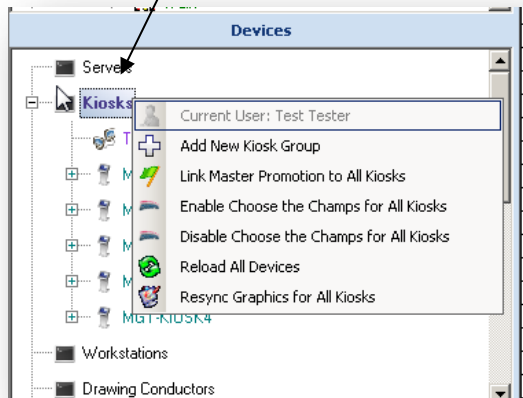 Devices
Servers
Kiosks
Current User: Test Tester
T
Add New Kiosk Group
M
Link Master Promotion to All Kiosks
M
Enable Choose the Champs for All Kiosks
M
Disable Choose the Champs for All Kiosks
M
Reload All Devices
Resync Graphics for All Kiosks
MGT-KIOSK4
Workstations
Drawing Conductors